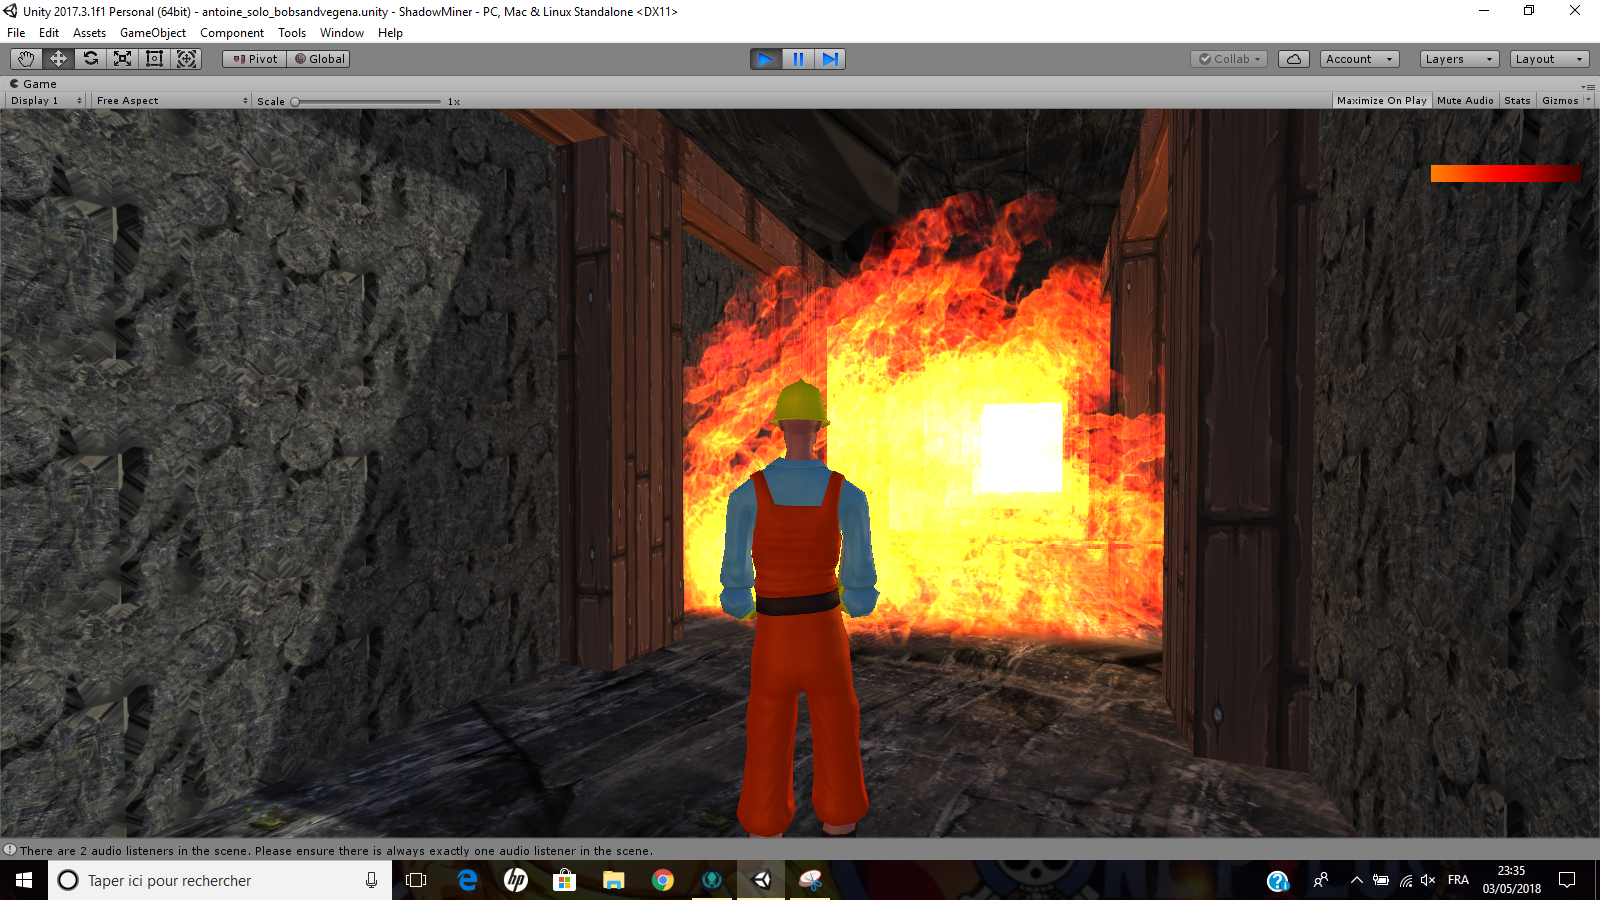 Unity 2017.3.1f1 Personal (64bit) - antoine_solo_bobsandvegena.unity - ShadowMiner - PC, Mac & Linux Standalone <DX11>
File Edit Assets GameObject Component Tools Window Help
Pivot Global Collab Account Layers Layout
Game
Display 1 Free Aspect Scale 1x Maximize On Play Mute Audio Stats Gizmos
There are 2 audio listeners in the scene. Please ensure there is always exactly one audio listener in the scene.
Taper ici pour rechercher
hp
FRA
23:35
03/05/2018